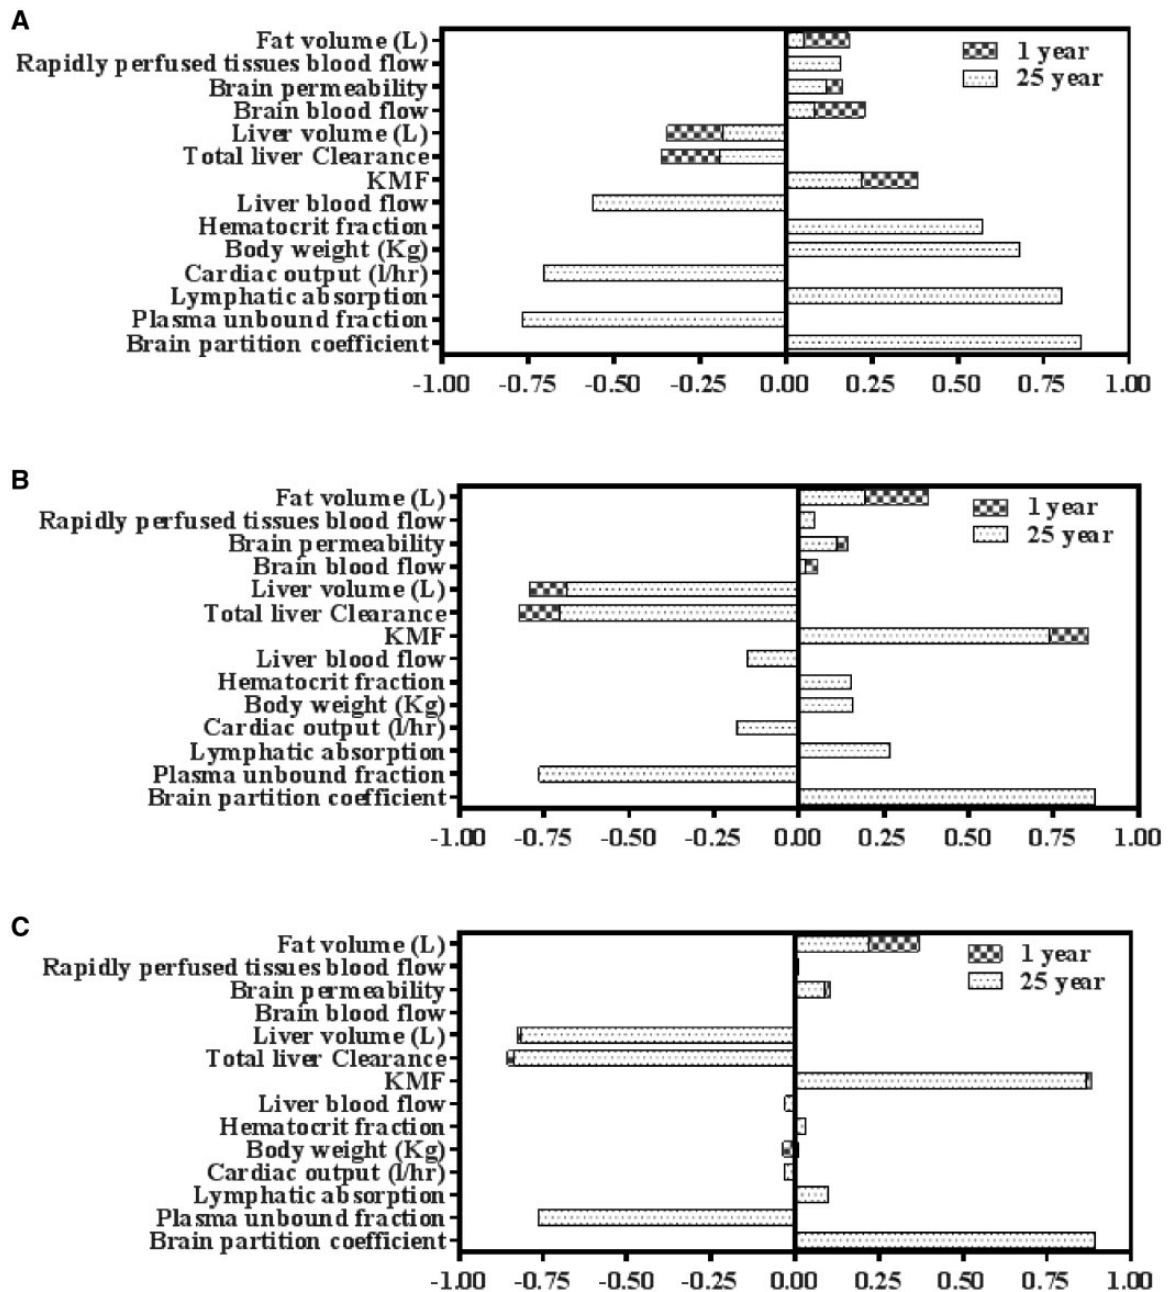 A
Fat volume (L)
Rapidly perfused tissues blood flow
Brain permeability
Brain blood flow
Liver volume (L)
Total liver Clearance
KMF
Liver blood flow
Hematocrit fraction
Body weight (Kg)
Cardiac output (l/hr)
Lymphatic absorption
Plasma unbound fraction
Brain partition coefficient
1 year
25 year
-1.00 -0.75 -0.50 -0.25 0.00 0.25 0.50 0.75 1.00
B
Fat volume (L)
Rapidly perfused tissues blood flow
Brain permeability
Brain blood flow
Liver volume (L)
Total liver Clearance
KMF
Liver blood flow
Hematocrit fraction
Body weight (Kg)
Cardiac output (l/hr)
Lymphatic absorption
Plasma unbound fraction
Brain partition coefficient
1 year
25 year
-1.00 -0.75 -0.50 -0.25 0.00 0.25 0.50 0.75 1.00
C
Fat volume (L)
Rapidly perfused tissues blood flow
Brain permeability
Brain blood flow
Liver volume (L)
Total liver Clearance
KMF
Liver blood flow
Hematocrit fraction
Body weight (Kg)
Cardiac output (l/hr)
Lymphatic absorption
Plasma unbound fraction
Brain partition coefficient
1 year
25 year
-1.00 -0.75 -0.50 -0.25 0.00 0.25 0.50 0.75 1.00